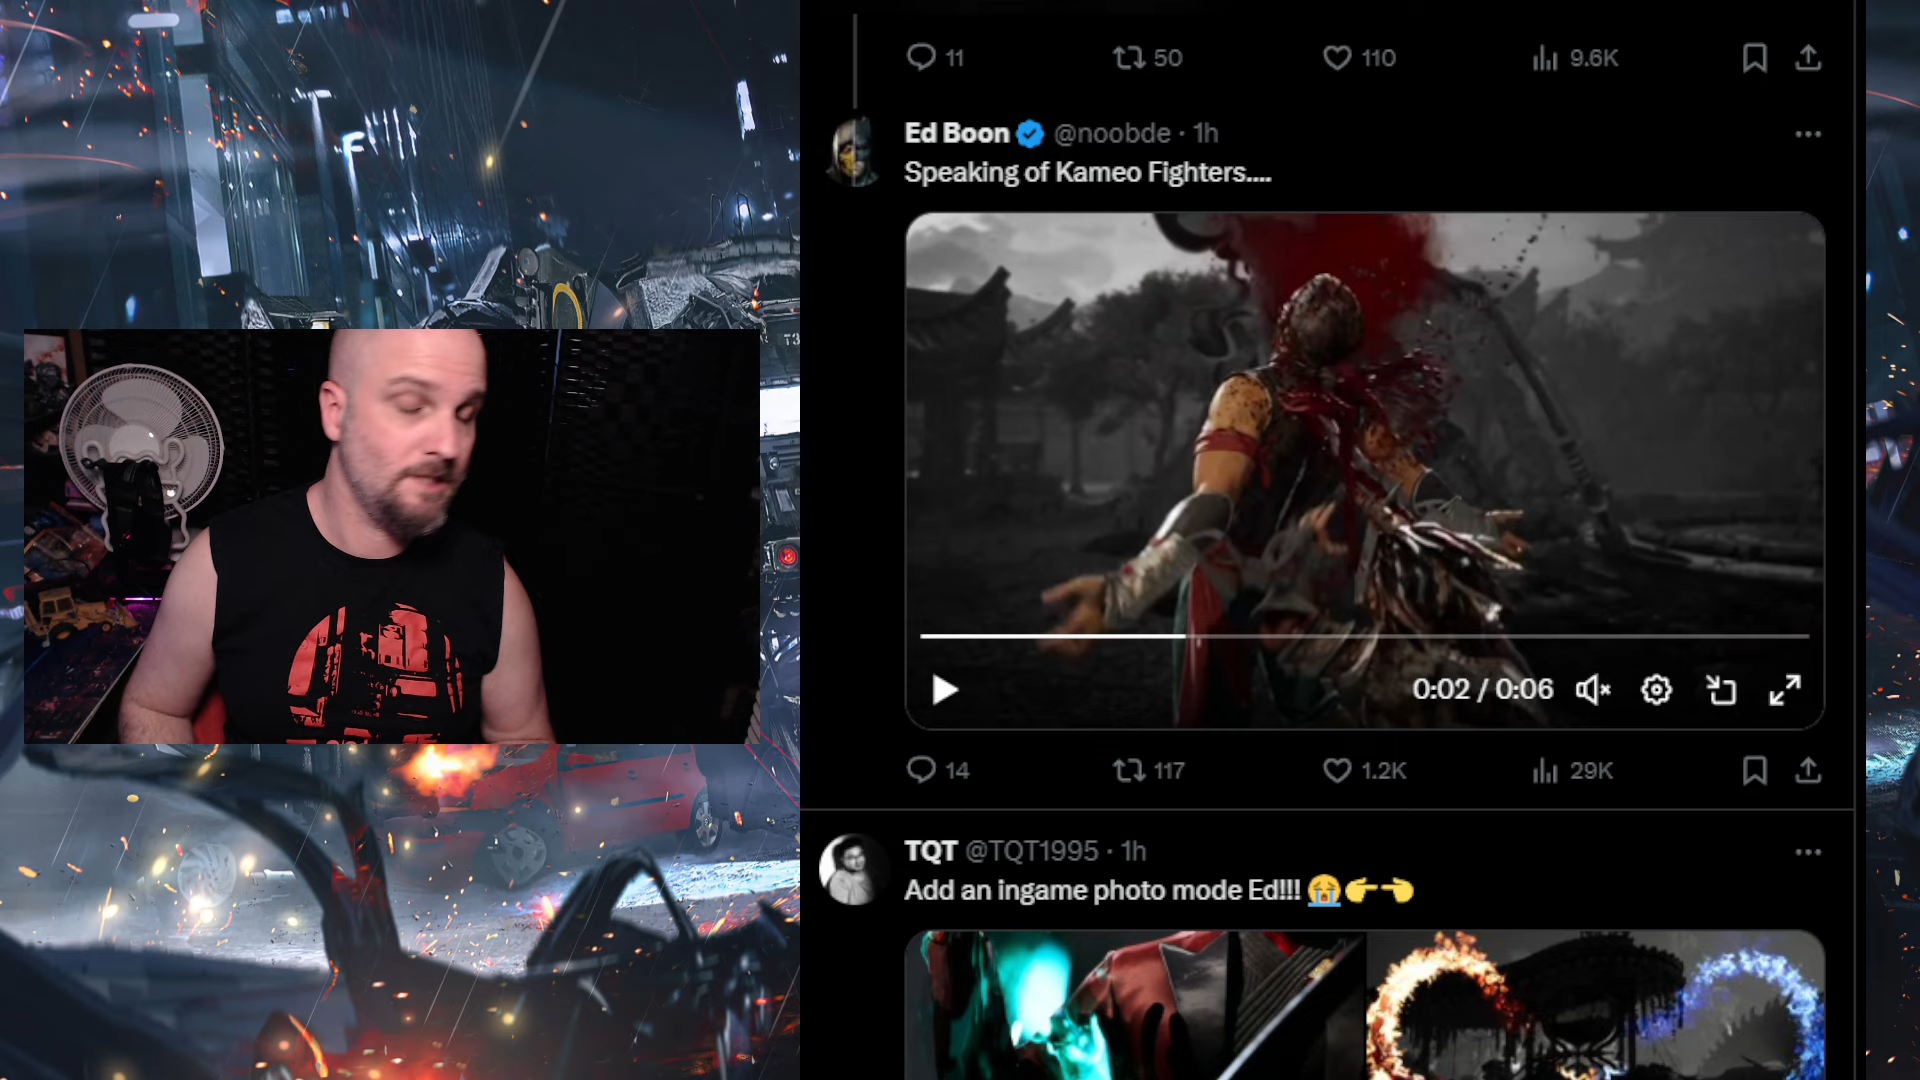 11 50 110 9.6K
Ed Boon @noobde · 1h
Speaking of Kameo Fighters....
0:02 / 0:06
14 117 1.2K 29K
TQT @TQT1995 · 1h
Add an ingame photo mode Ed!!! 😭👉👈